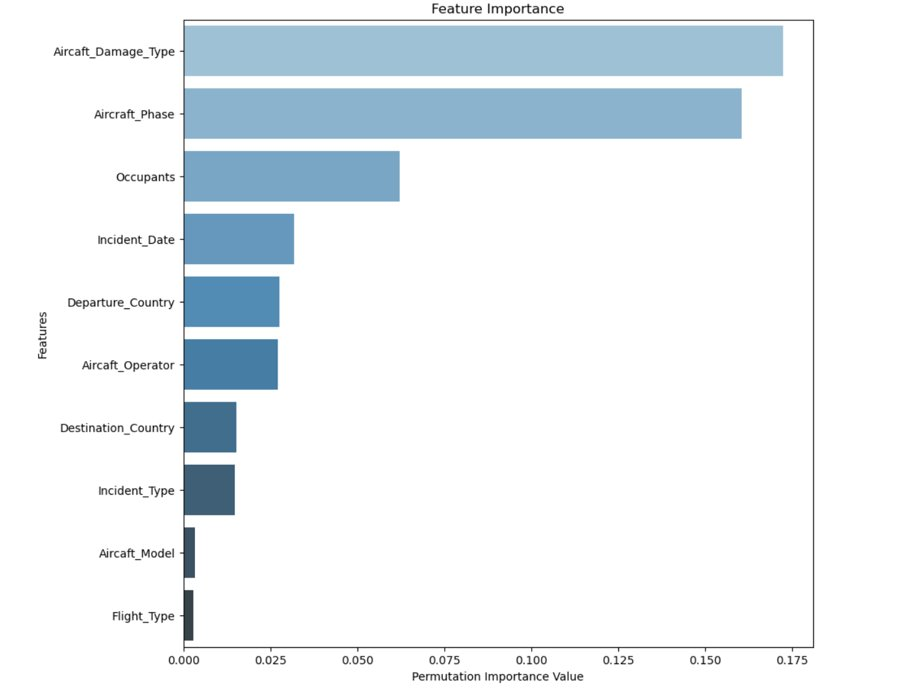 Feature Importance
Aircaft_Damage_Type
Aircraft_Phase
Occupants
Incident_Date
Departure_Country
Aircaft_Operator
Destination_Country
Incident_Type
Aircaft_Model
Flight_Type
Features
0.000 0.025 0.050 0.075 0.100 0.125 0.150 0.175
Permutation Importance Value